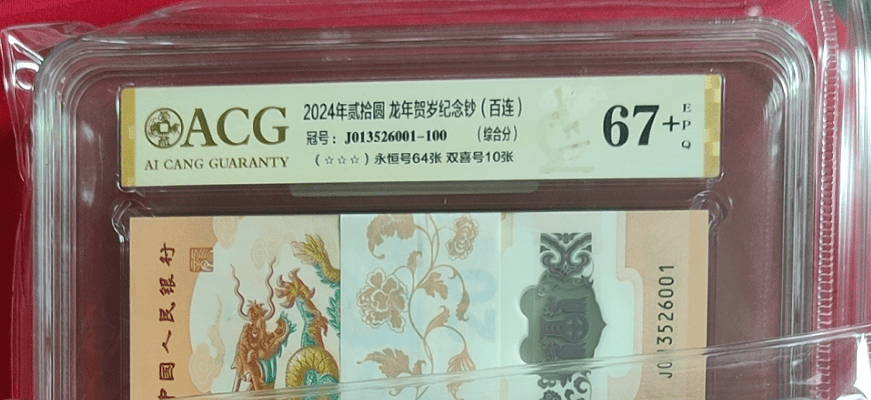 ACG
AI CANG GUARANTY
2024年贰拾圆 龙年贺岁纪念钞（百连）
冠号：J013526001-100 （综合分）
（☆☆☆）永恒号64张 双喜号10张
67+
EPQ
中国人民银行
J013526001